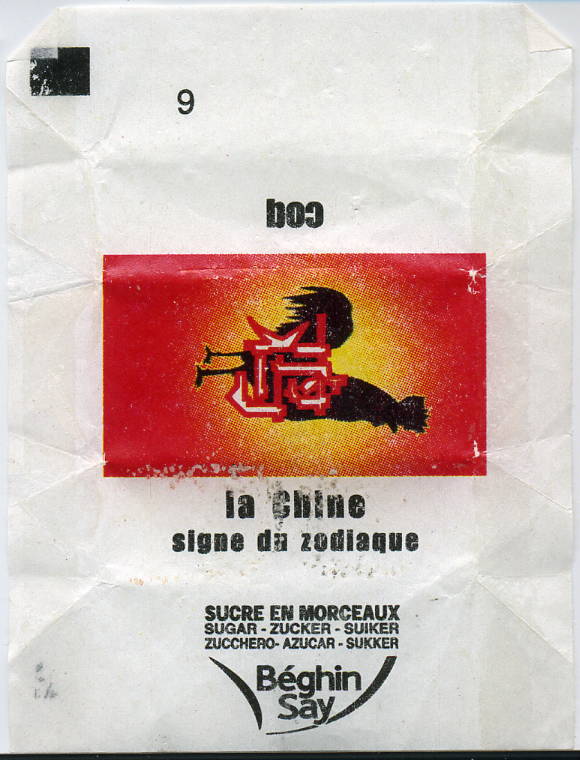 9
coq
la Chine
signe du zodiaque
SUCRE EN MORCEAUX
SUGAR - ZUCKER - SUIKER
ZUCCHERO- AZUCAR - SUKKER
Béghin
Say